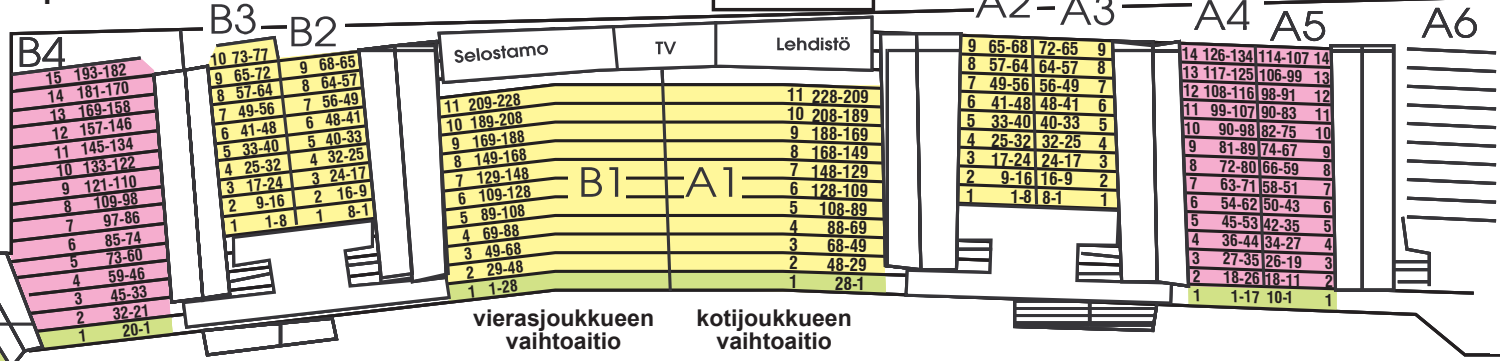 B4
15 193-182
14 181-170
13 169-158
12 157-146
11 145-134
10 133-122
9 121-110
8 109-98
7 97-86
6 85-74
5 73-60
4 59-46
3 45-33
2 32-21
1 20-1
B3 B2
10 73-77
9 65-72 9 68-65
8 57-64 8 64-57
7 49-56 7 56-49
6 41-48 6 48-41
5 33-40 5 40-33
4 25-32 4 32-25
3 17-24 3 24-17
2 9-16 2 16-9
1 1-8 1 8-1
Selostamo TV Lehdistö
B1 A1
11 209-228 11 228-209
10 189-208 10 208-189
9 169-188 9 188-169
8 149-168 8 168-149
7 129-148 7 148-129
6 109-128 6 128-109
5 89-108 5 108-89
4 69-88 4 88-69
3 49-68 3 68-49
2 29-48 2 48-29
1 1-28 1 28-1
vierasjoukkueen
vaihtoaitio
kotijoukkueen
vaihtoaitio
A2-A3
9 65-68 72-65 9
8 57-64 64-57 8
7 49-56 56-49 7
6 41-48 48-41 6
5 33-40 40-33 5
4 25-32 32-25 4
3 17-24 24-17 3
2 9-16 16-9 2
1 1-8 8-1 1
A4 A5
14 126-134 114-107 14
13 117-125 106-99 13
12 108-116 98-91 12
11 99-107 90-83 11
10 90-98 82-75 10
9 81-89 74-67 9
8 72-80 66-59 8
7 63-71 58-51 7
6 54-62 50-43 6
5 45-53 42-35 5
4 36-44 34-27 4
3 27-35 26-19 3
2 18-26 18-11 2
1 1-17 10-1 1
A6